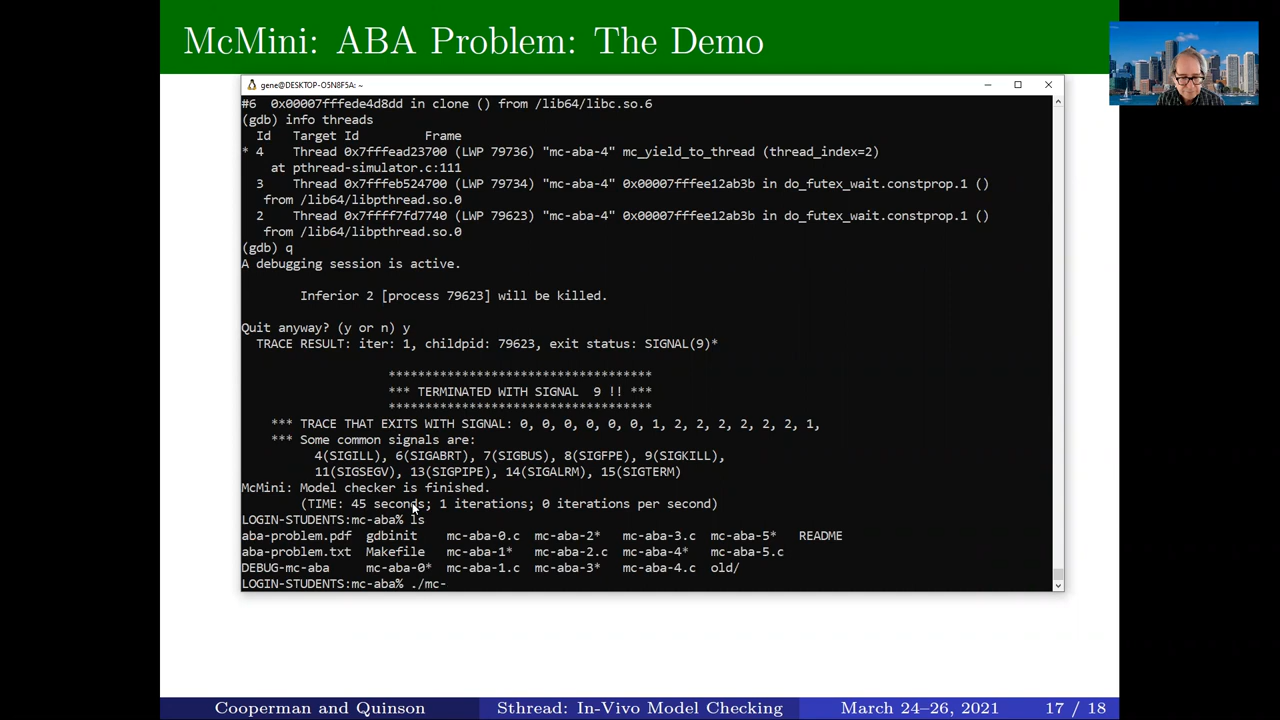 McMini: ABA Problem: The Demo
gene@DESKTOP-O5N8F5A: ~
#6  0x00007fffede4d8dd in clone () from /lib64/libc.so.6
(gdb) info threads
  Id   Target Id         Frame
* 4    Thread 0x7fffead23700 (LWP 79736) "mc-aba-4" mc_yield_to_thread (thread_index=2)
    at pthread-simulator.c:111
  3    Thread 0x7fffeb524700 (LWP 79734) "mc-aba-4" 0x00007fffee12ab3b in do_futex_wait.constprop.1 ()
   from /lib64/libpthread.so.0
  2    Thread 0x7ffff7fd7740 (LWP 79623) "mc-aba-4" 0x00007fffee12ab3b in do_futex_wait.constprop.1 ()
   from /lib64/libpthread.so.0
(gdb) q
A debugging session is active.
        Inferior 2 [process 79623] will be killed.
Quit anyway? (y or n) y
  TRACE RESULT: iter: 1, childpid: 79623, exit status: SIGNAL(9)*
************************************
*** TERMINATED WITH SIGNAL  9 !! ***
************************************
    *** TRACE THAT EXITS WITH SIGNAL: 0, 0, 0, 0, 0, 0, 1, 2, 2, 2, 2, 2, 2, 1,
    *** Some common signals are:
          4(SIGILL), 6(SIGABRT), 7(SIGBUS), 8(SIGFPE), 9(SIGKILL),
          11(SIGSEGV), 13(SIGPIPE), 14(SIGALRM), 15(SIGTERM)
McMini: Model checker is finished.
        (TIME: 45 seconds; 1 iterations; 0 iterations per second)
LOGIN-STUDENTS:mc-aba% ls
aba-problem.pdf  gdbinit    mc-aba-0.c  mc-aba-2*   mc-aba-3.c  mc-aba-5*   README
aba-problem.txt  Makefile   mc-aba-1*   mc-aba-2.c  mc-aba-4*   mc-aba-5.c
DEBUG-mc-aba     mc-aba-0*  mc-aba-1.c  mc-aba-3*   mc-aba-4.c  old/
LOGIN-STUDENTS:mc-aba% ./mc-
Cooperman and Quinson    Sthread: In-Vivo Model Checking    March 24–26, 2021    17 / 18